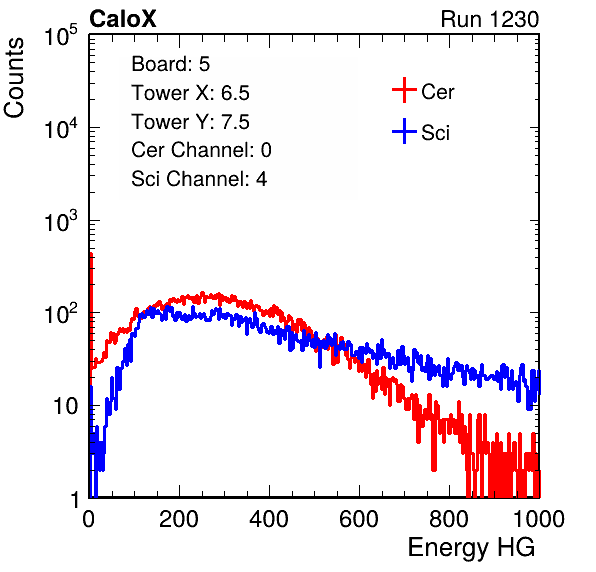 CaloX Run 1230
Counts
10^5
10^4
10^3
10^2
10
1
Board: 5
Tower X: 6.5
Tower Y: 7.5
Cer Channel: 0
Sci Channel: 4
Cer
Sci
0 200 400 600 800 1000
Energy HG